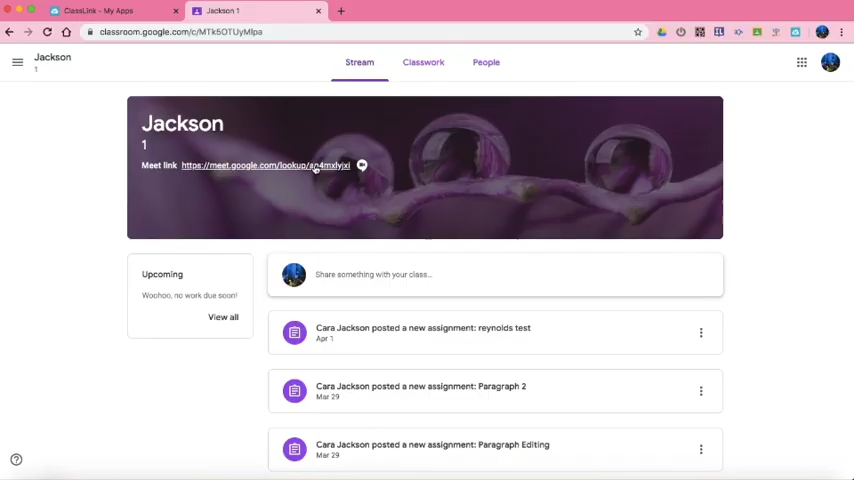 ClassLink - My Apps
Jackson 1
classroom.google.com/c/MTk5OTUyMlpa
Jackson
1
Stream
Classwork
People
Jackson
1
Meet link https://meet.google.com/lookup/an4mxlyjxi
Upcoming
Woohoo, no work due soon!
View all
Share something with your class...
Cara Jackson posted a new assignment: reynolds test
Apr 1
Cara Jackson posted a new assignment: Paragraph 2
Mar 29
Cara Jackson posted a new assignment: Paragraph Editing
Mar 29